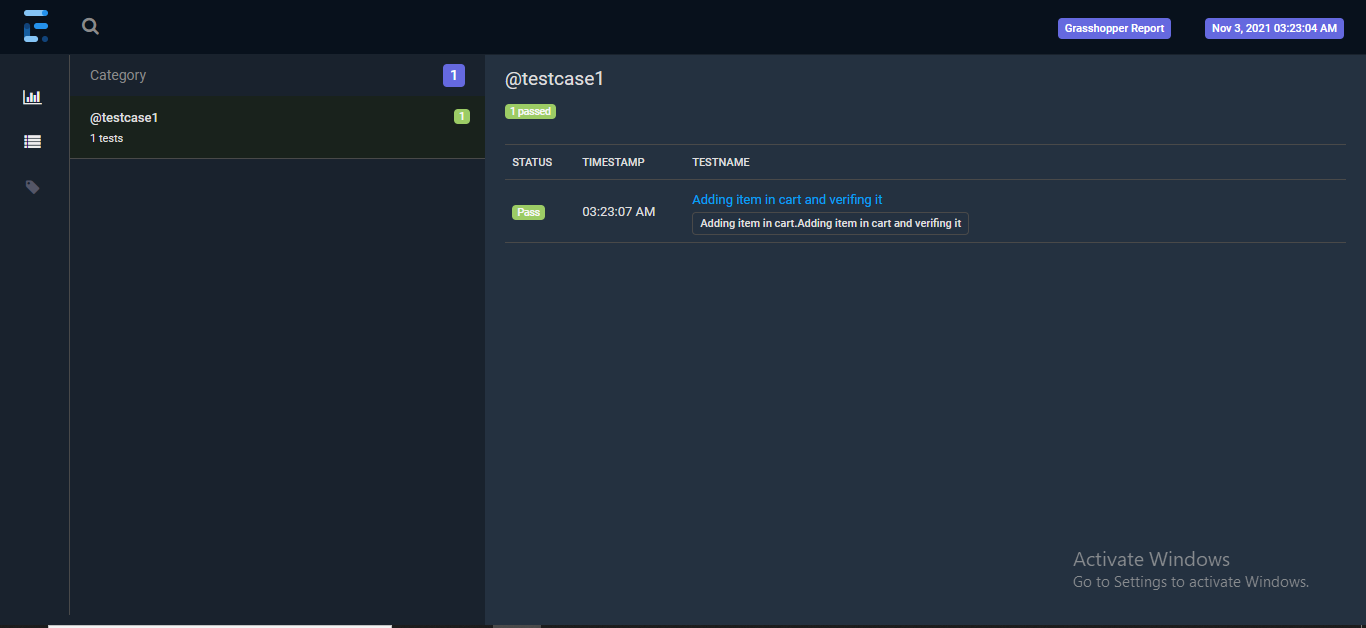 Grasshopper Report
Nov 3, 2021 03:23:04 AM
Category
1
@testcase1
1
1 tests
@testcase1
1 passed
STATUS TIMESTAMP TESTNAME
Pass
03:23:07 AM
Adding item in cart and verifing it
Adding item in cart.Adding item in cart and verifing it
Activate Windows
Go to Settings to activate Windows.